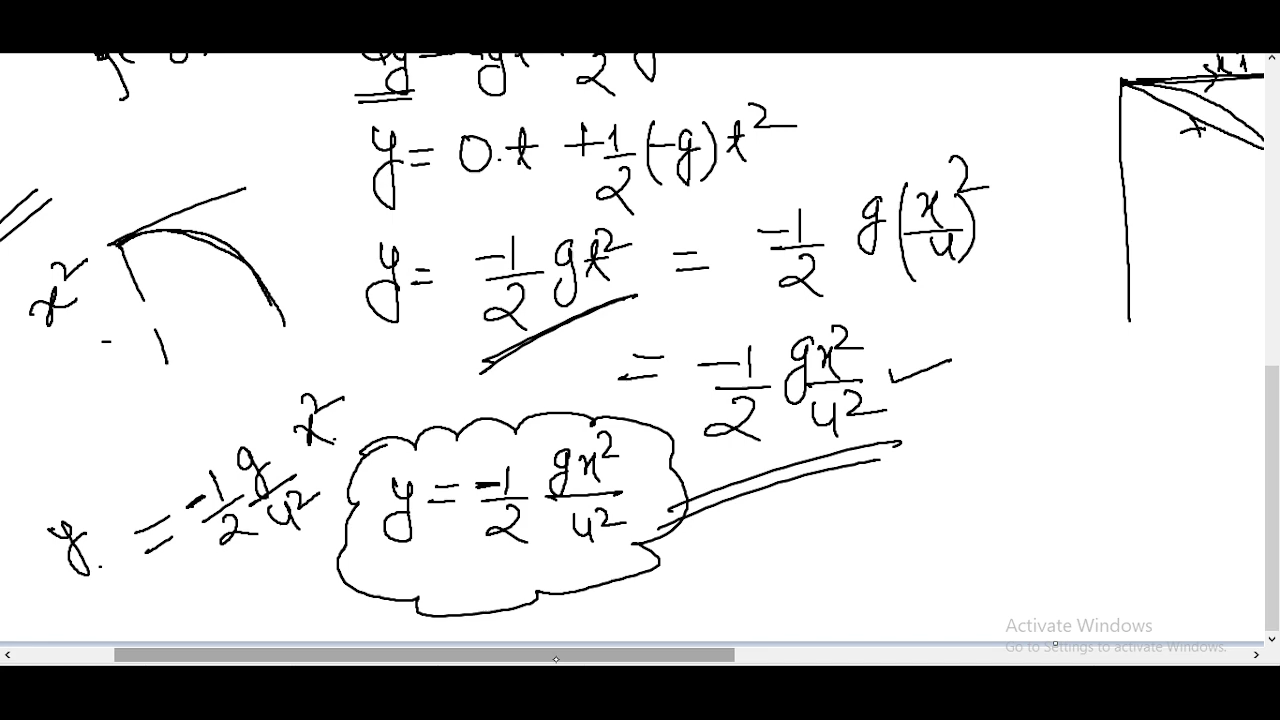 y = 0.t + 1/2 (-g) t²
y = -1/2 gt² = -1/2 g(x/u)²
= -1/2 gx²/u²
x²
y = -1/2 g/u² x²
y = -1/2 gx²/u²
Activate Windows
Go to Settings to activate Windows.